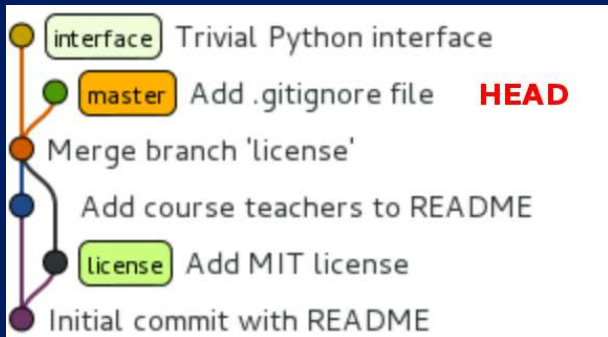 interface Trivial Python interface
master Add .gitignore file HEAD
Merge branch 'license'
Add course teachers to README
license Add MIT license
Initial commit with README